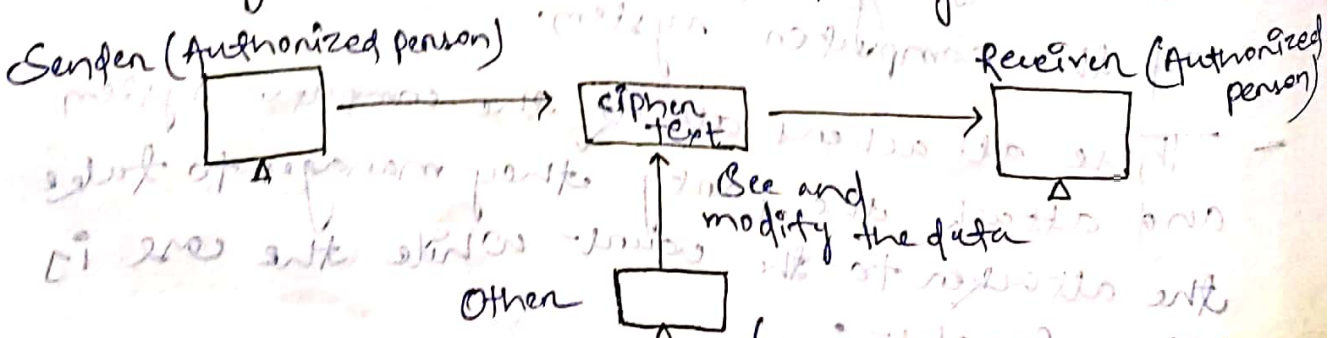 Sender (Authorized person)
Receiver (Authorized
person)
cipher
text
See and
modify the data
Other